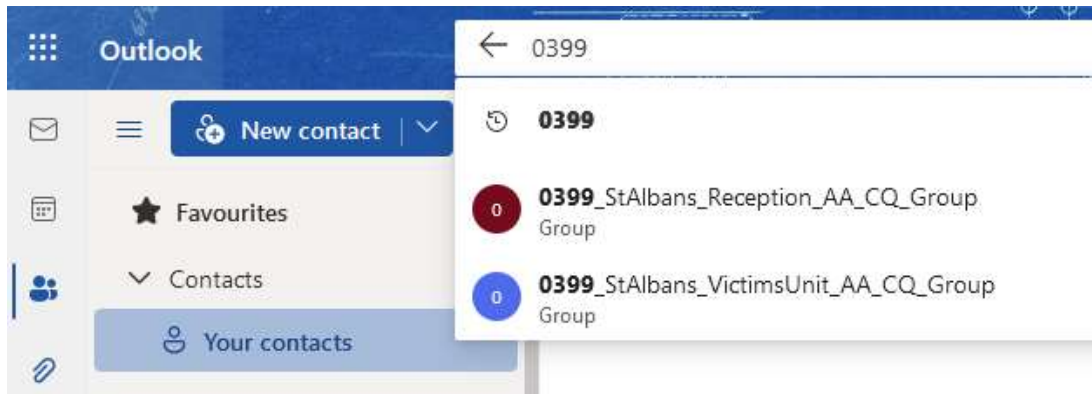 Outlook
0399
New contact
0399
Favourites
0
0399_StAlbans_Reception_AA_CQ_Group
Group
Contacts
0
0399_StAlbans_VictimsUnit_AA_CQ_Group
Group
Your contacts